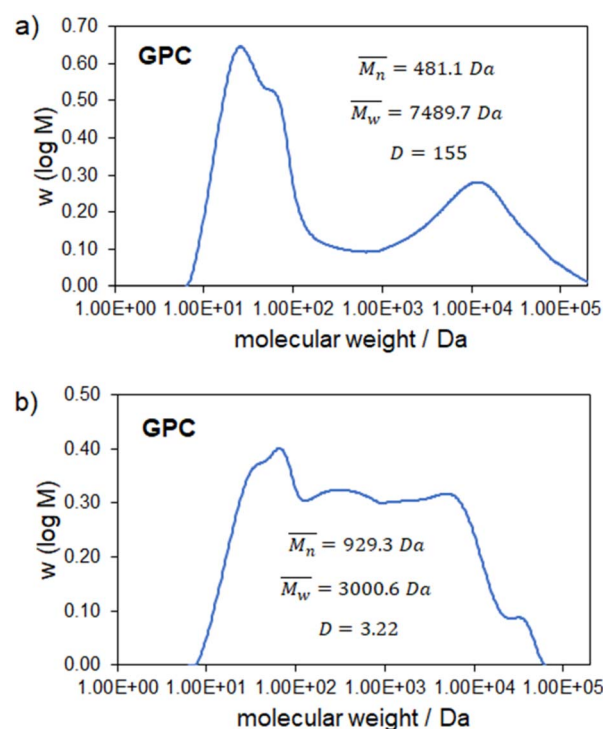 a)
0.70
GPC
0.60
0.50
0.40
0.30
0.20
0.10
0.00
w (log M)
Mn = 481.1 Da
Mw = 7489.7 Da
D = 155
1.00E+00 1.00E+01 1.00E+02 1.00E+03 1.00E+04 1.00E+05
molecular weight / Da
b)
0.50
GPC
0.40
0.30
0.20
0.10
0.00
w (log M)
Mn = 929.3 Da
Mw = 3000.6 Da
D = 3.22
1.00E+00 1.00E+01 1.00E+02 1.00E+03 1.00E+04 1.00E+05
molecular weight / Da